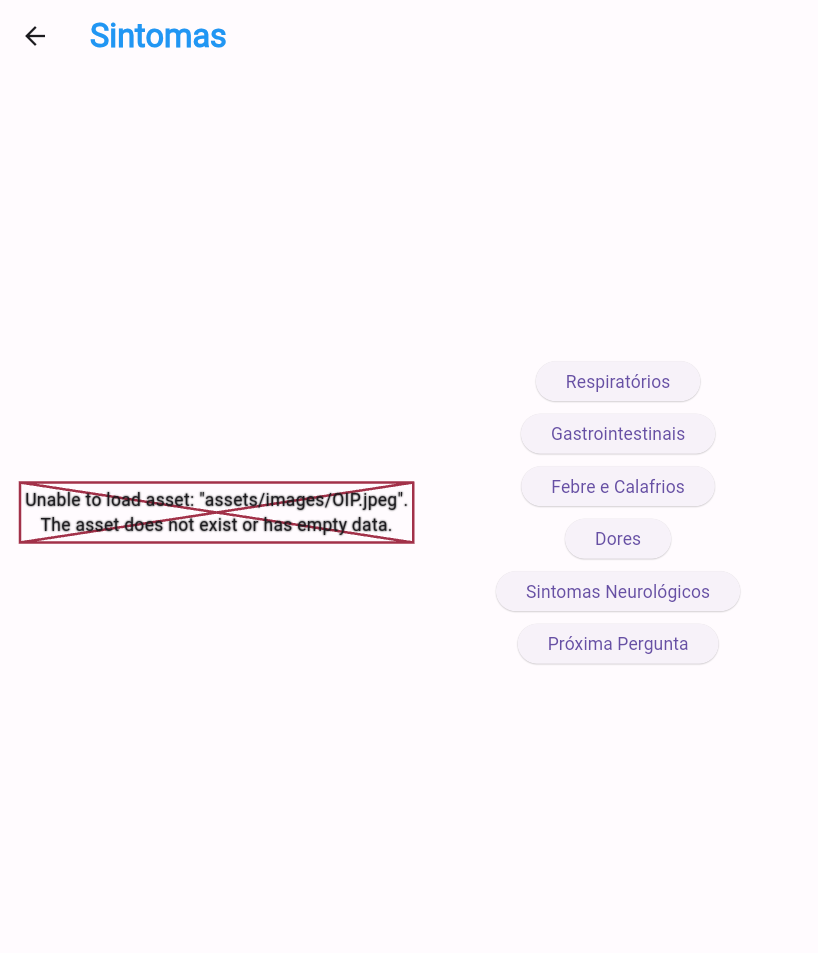 Sintomas
Unable to load asset: "assets/images/OIP.jpeg".
The asset does not exist or has empty data.
Respiratórios
Gastrointestinais
Febre e Calafrios
Dores
Sintomas Neurológicos
Próxima Pergunta